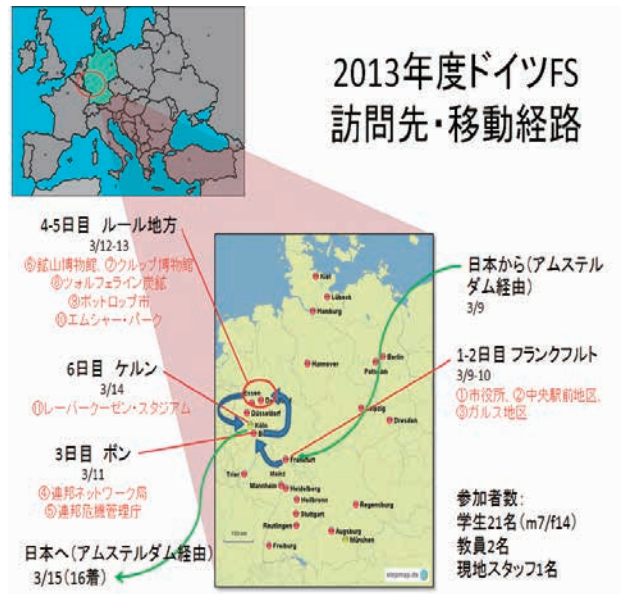 2013年度ドイツFS
訪問先・移動経路
4-5日目 ルール地方
3/12-13
⑥鉱山博物館、⑦クルップ博物館
⑧ツォルフェライン炭鉱
⑨ボットロップ市
⑩エムシャー・パーク
6日目 ケルン
3/14
⑪レーバークーゼン・スタジアム
3日目 ボン
3/11
④連邦ネットワーク局
⑤連邦危機管理庁
日本へ(アムステルダム経由)
3/15(16着)
日本から(アムステル
ダム経由)
3/9
1-2日目 フランクフルト
3/9-10
①市役所、②中央駅前地区、
③ガルス地区
参加者数:
学生21名(m7/f14)
教員2名
現地スタッフ1名
Kiel
Lübeck
Hamburg
Hannover
Berlin
Essen
Düsseldorf
Köln
Leipzig
Dresden
Frankfurt
Mainz
Trier
Mannheim
Heidelberg
Heilbronn
Regensburg
Stuttgart
Reutlingen
Augsburg
München
Freiburg
stepmap.de